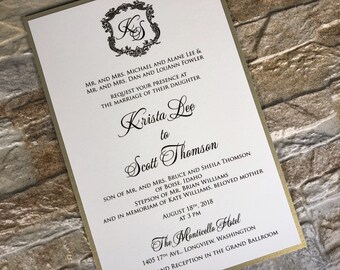 K&S
Mr. and Mrs. Michael and Alane Lee &
Mr. and Mrs. Dan and LouAnn Fowler
Request your presence at
the marriage of their daughter
Krista Lee
to
Scott Thomson
son of Mr. and Mrs. Bruce and Sheila Thomson
of Boise, Idaho
Stepson of Mr. Brian Williams
and in memoriam of Kate Williams, Beloved mother
August 18th, 2018
at 3 pm
The Monticello Hotel
1405 17th ave, Longview, Washington
and Reception in the Grand Ballroom